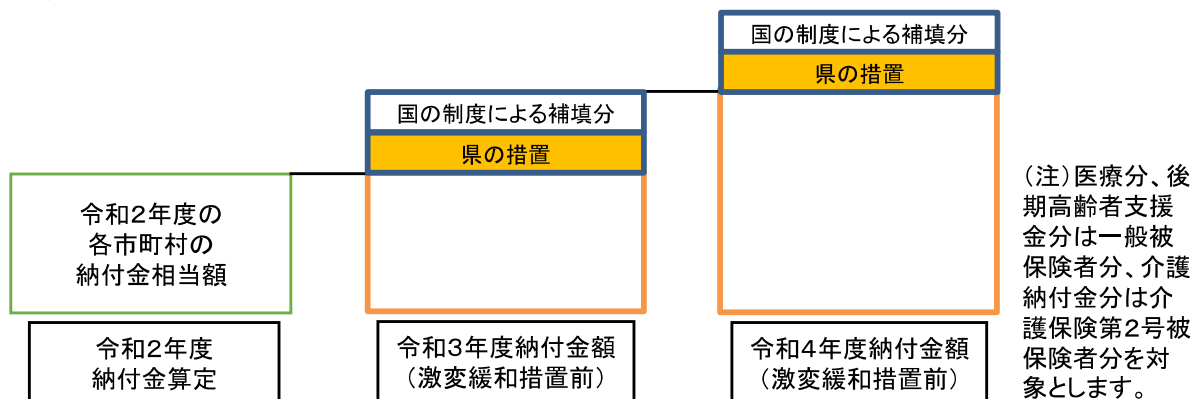 国の制度による補填分
県の措置
国の制度による補填分
県の措置
令和２年度の
各市町村の
納付金相当額
（注）医療分、後
期高齢者支援
金分は一般被
保険者分、介護
納付金分は介
護保険第２号被
保険者分を対
象とします。
令和２年度
納付金算定
令和３年度納付金額
（激変緩和措置前）
令和４年度納付金額
（激変緩和措置前）